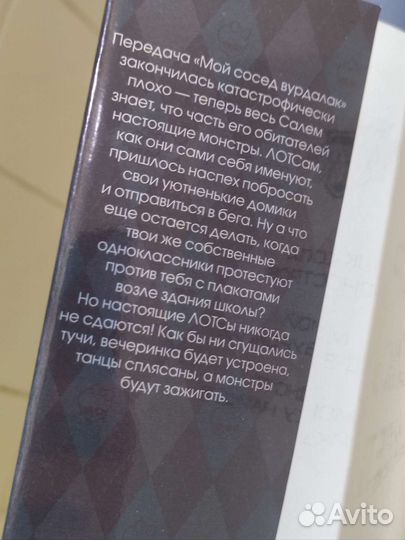 Передача «Мой сосед вурдалак»
закончилась катастрофически
плохо — теперь весь Салем
знает, что часть его обитателей
настоящие монстры. ЛОТСам,
как они сами себя именуют,
пришлось наспех побросать
свои уютненькие домики
и отправиться в бега. Ну а что
еще остается делать, когда
твои же собственные
одноклассники протестуют
против тебя с плакатами
возле здания школы?
Но настоящие ЛОТСы никогда
не сдаются! Как бы ни сгущались
тучи, вечеринка будет устроена,
танцы сплясаны, а монстры
будут зажигать.
Avito